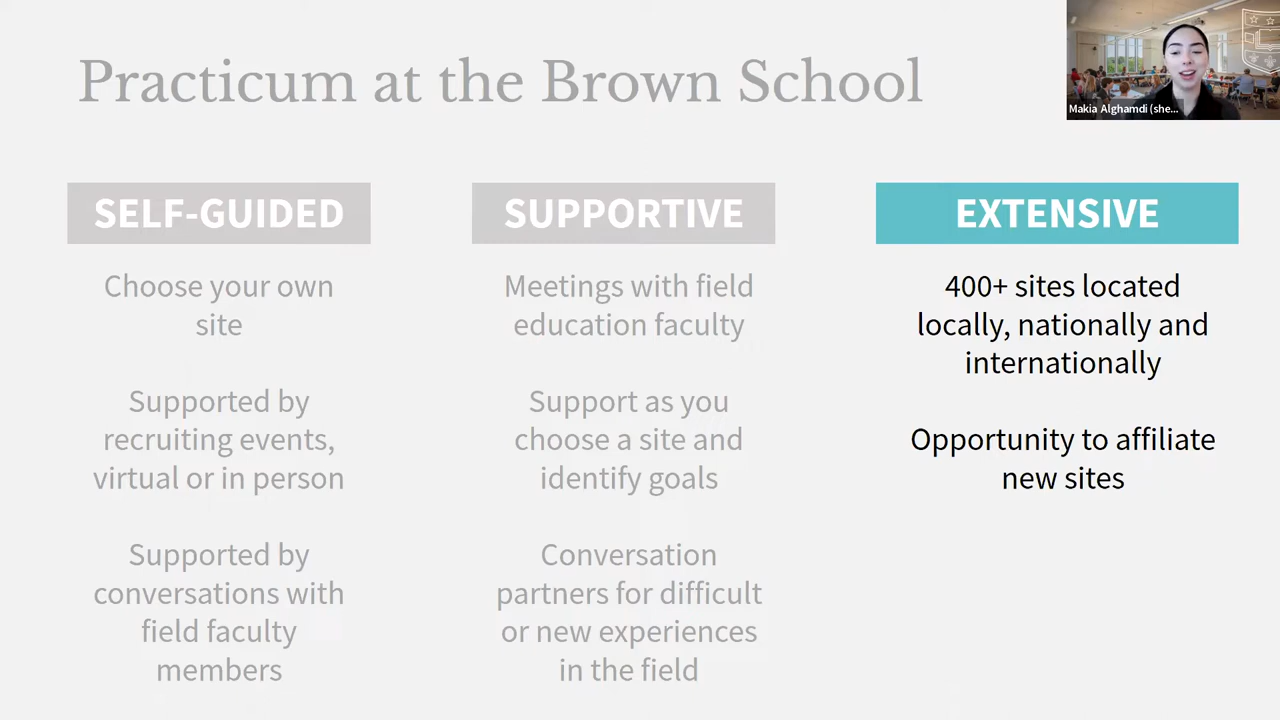 Practicum at the Brown School
Makia Alghamdi (she...
SELF-GUIDED
Choose your own
site
Supported by
recruiting events,
virtual or in person
Supported by
conversations with
field faculty
members
SUPPORTIVE
Meetings with field
education faculty
Support as you
choose a site and
identify goals
Conversation
partners for difficult
or new experiences
in the field
EXTENSIVE
400+ sites located
locally, nationally and
internationally
Opportunity to affiliate
new sites